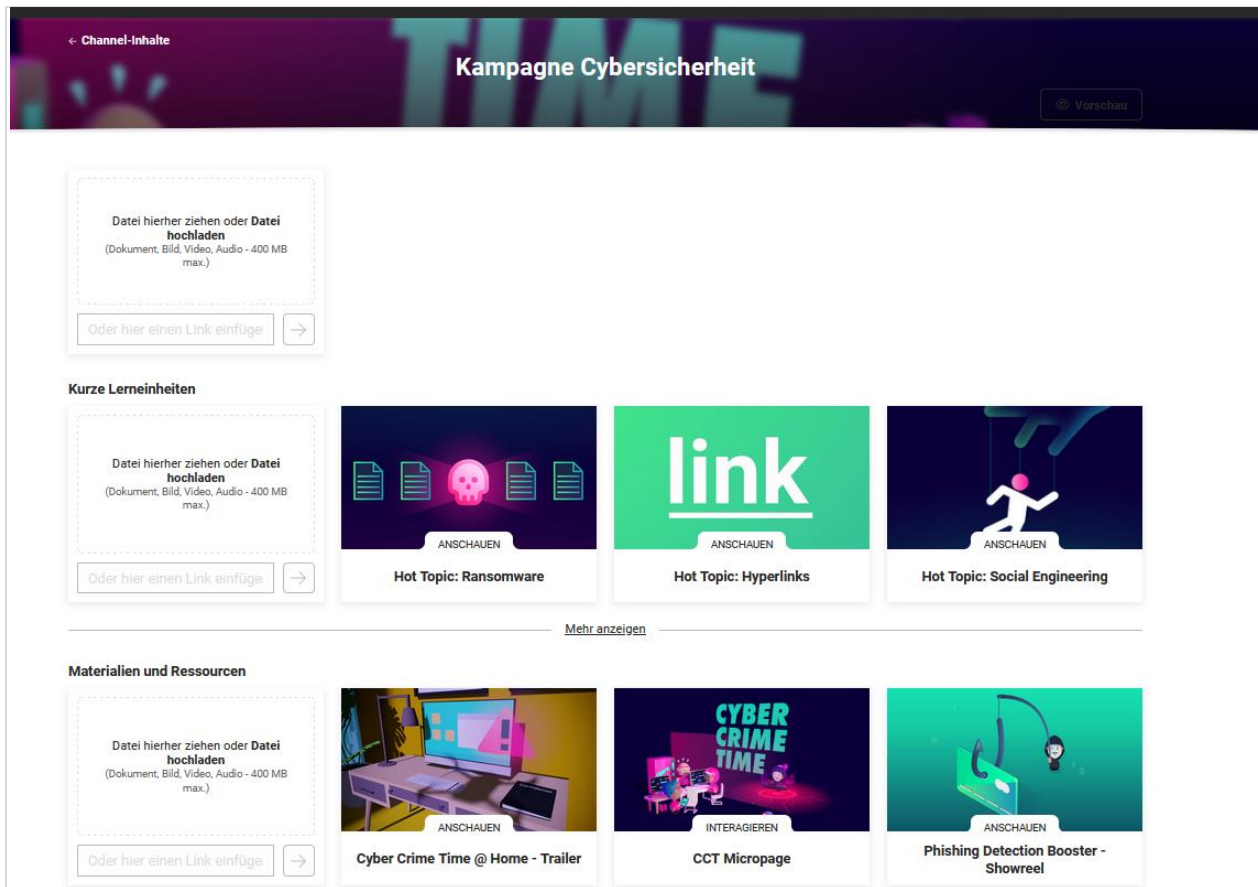 ← Channel-Inhalte
TIME
Kampagne Cybersicherheit
Vorschau
Datei hierher ziehen oder Datei
hochladen
(Dokument, Bild, Video, Audio - 400 MB
max.)
Oder hier einen Link einfüge
Kurze Lerneinheiten
Datei hierher ziehen oder Datei
hochladen
(Dokument, Bild, Video, Audio - 400 MB
max.)
Oder hier einen Link einfüge
ANSCHAUEN
Hot Topic: Ransomware
link
ANSCHAUEN
Hot Topic: Hyperlinks
ANSCHAUEN
Hot Topic: Social Engineering
Mehr anzeigen
Materialien und Ressourcen
Datei hierher ziehen oder Datei
hochladen
(Dokument, Bild, Video, Audio - 400 MB
max.)
Oder hier einen Link einfüge
ANSCHAUEN
Cyber Crime Time @ Home - Trailer
CYBER
CRIME
TIME
INTERAGIEREN
CCT Micropage
ANSCHAUEN
Phishing Detection Booster -
Showreel